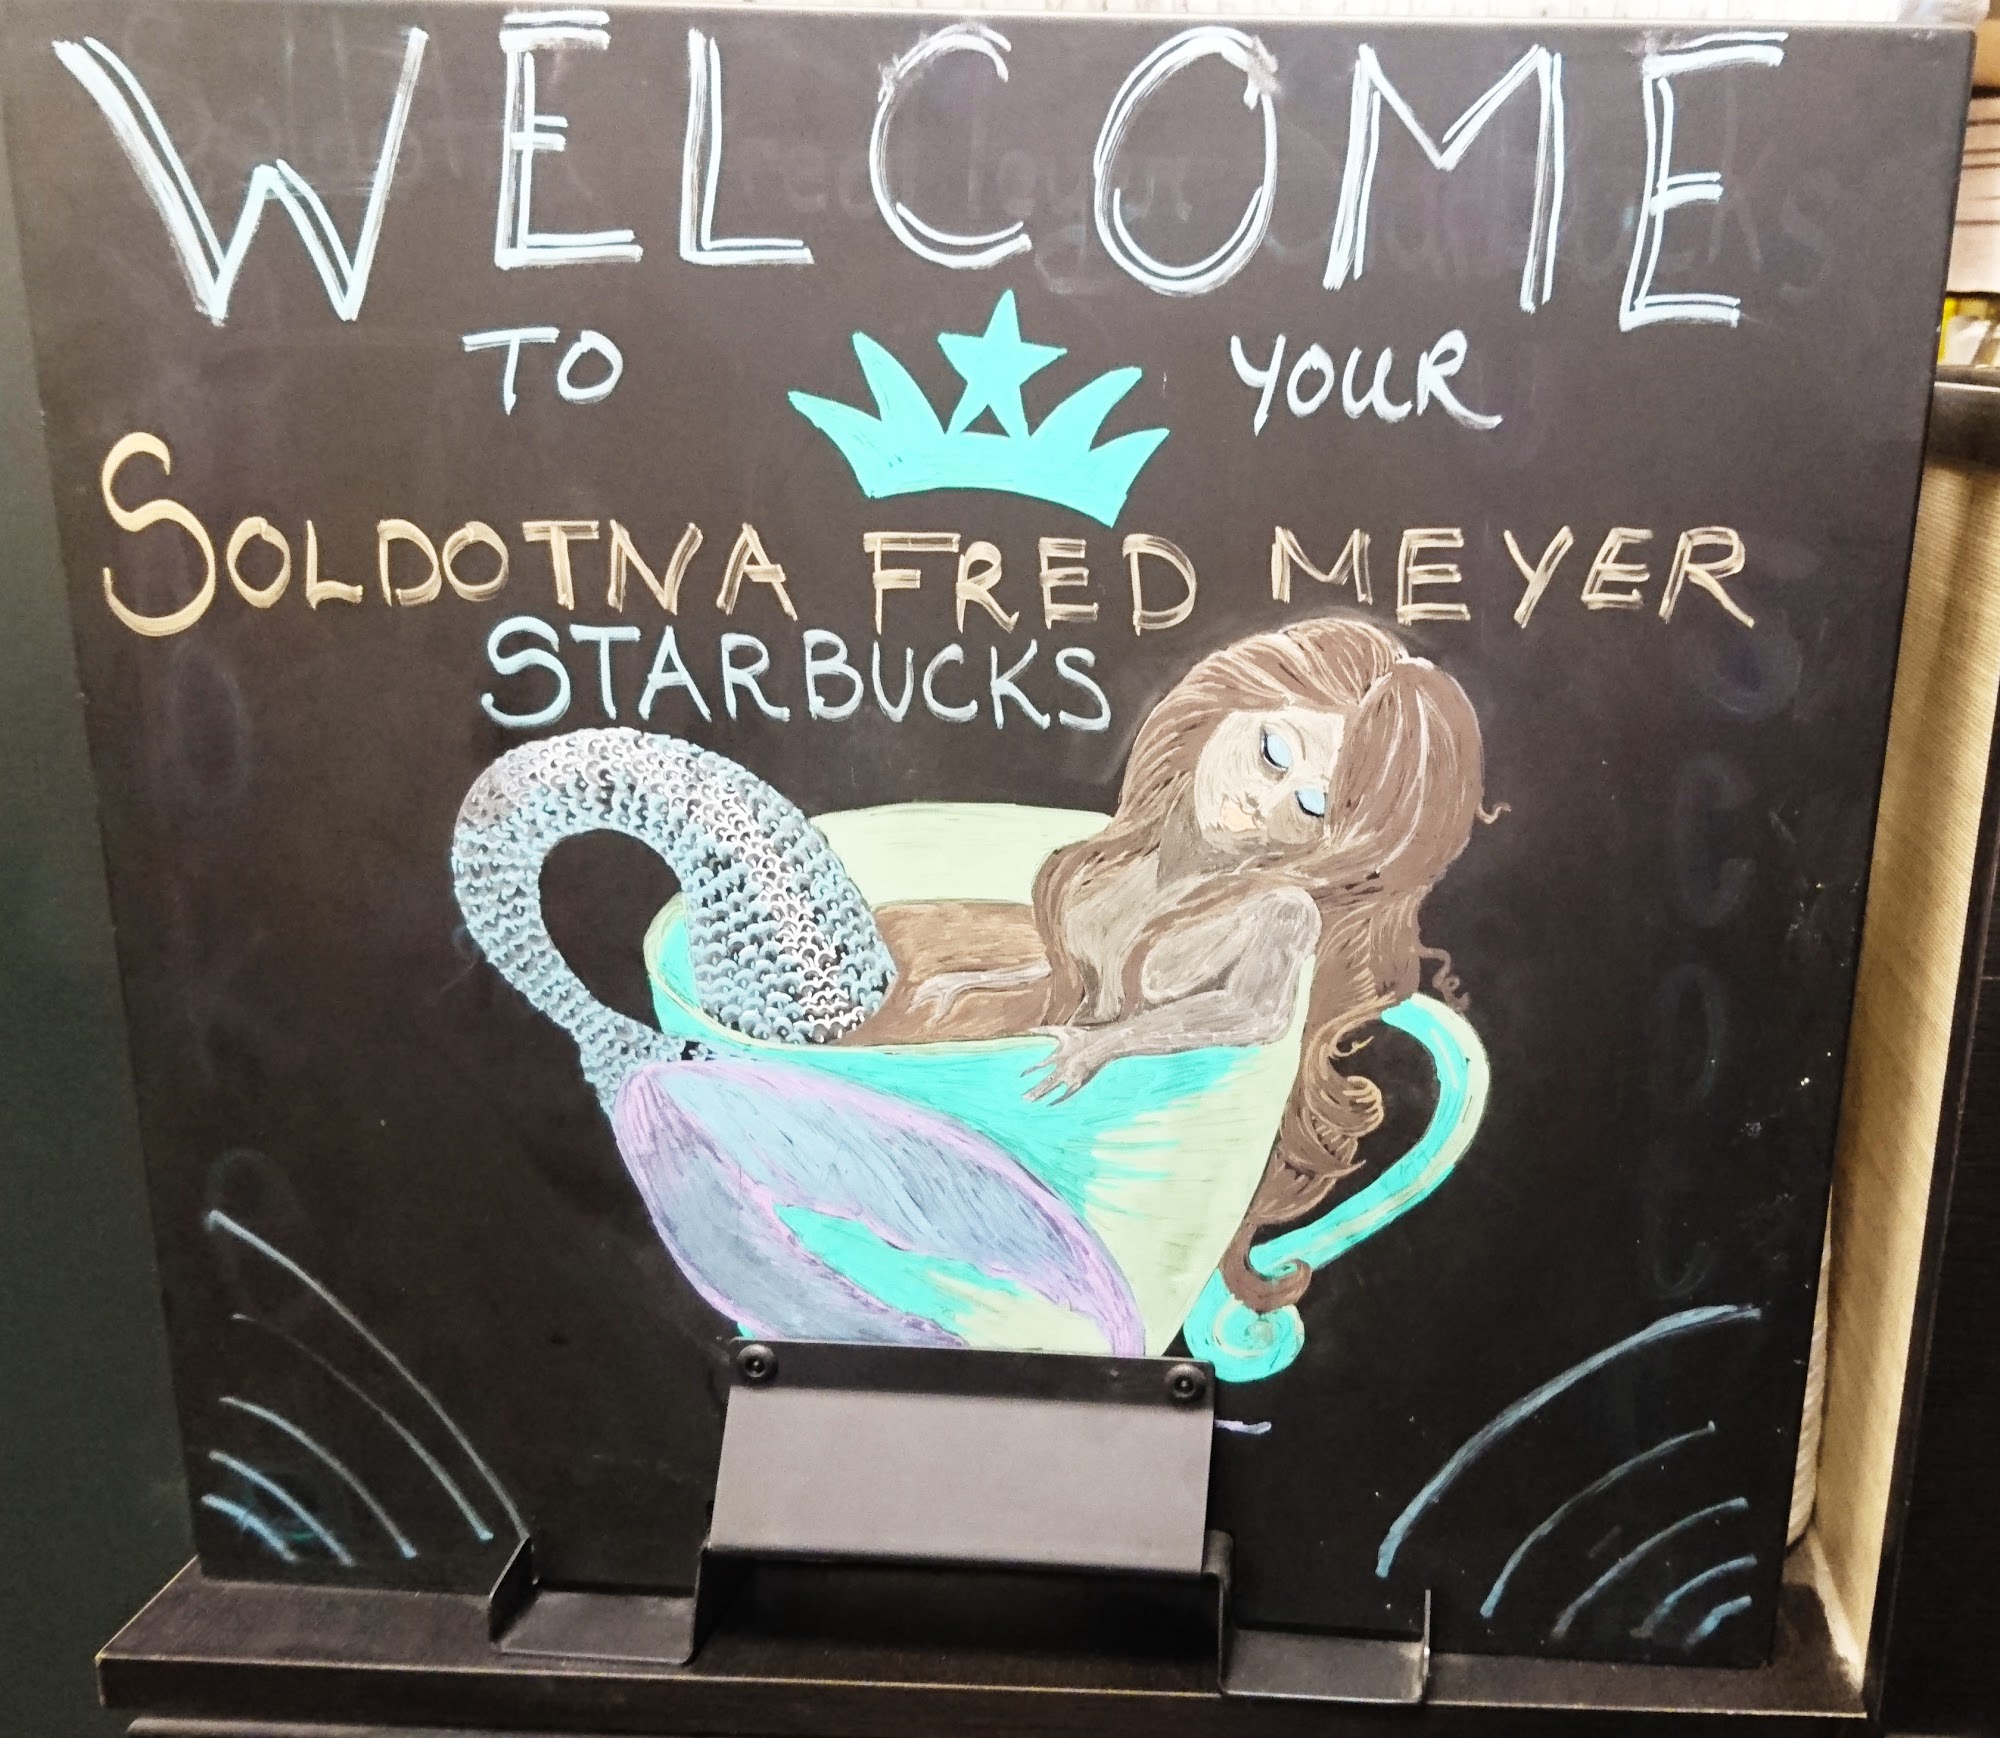 WELCOME
TO YOUR
SOLDOTNA FRED MEYER
STARBUCKS